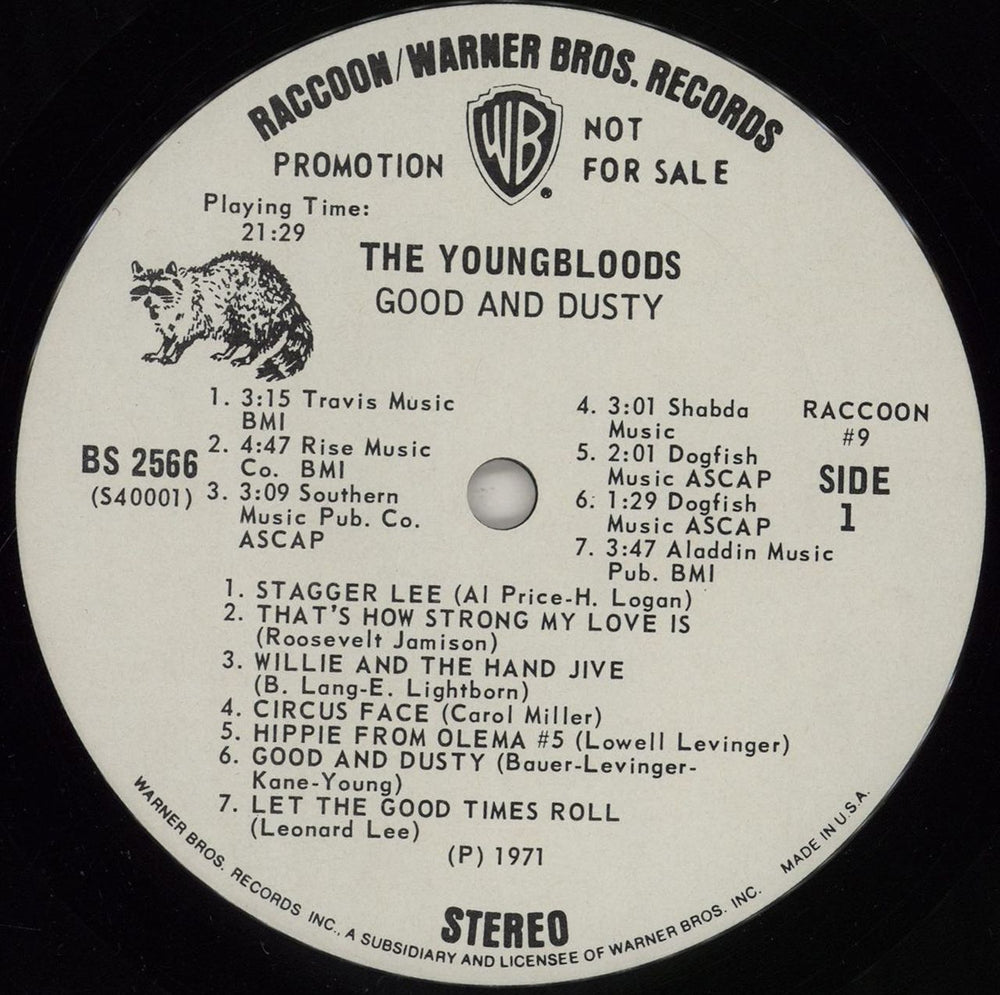 RACCOON/WARNER BROS. RECORDS
WB
PROMOTION
NOT
FOR SALE
Playing Time:
21:29
THE YOUNGBLOODS
GOOD AND DUSTY
1. 3:15 Travis Music
BMI
2. 4:47 Rise Music
Co. BMI
3. 3:09 Southern
Music Pub. Co.
ASCAP
BS 2566
(S40001)
4. 3:01 Shabda
Music
5. 2:01 Dogfish
Music ASCAP
6. 1:29 Dogfish
Music ASCAP
7. 3:47 Aladdin Music
Pub. BMI
RACCOON
#9
SIDE
1
1. STAGGER LEE (Al Price-H. Logan)
2. THAT'S HOW STRONG MY LOVE IS
(Roosevelt Jamison)
3. WILLIE AND THE HAND JIVE
(B. Lang-E. Lightborn)
4. CIRCUS FACE (Carol Miller)
5. HIPPIE FROM OLEMA #5 (Lowell Levinger)
6. GOOD AND DUSTY (Bauer-Levinger-
Kane-Young)
7. LET THE GOOD TIMES ROLL
(Leonard Lee)
(P) 1971
STEREO
WARNER BROS. RECORDS INC., A SUBSIDIARY AND LICENSEE OF WARNER BROS. INC. MADE IN U.S.A.